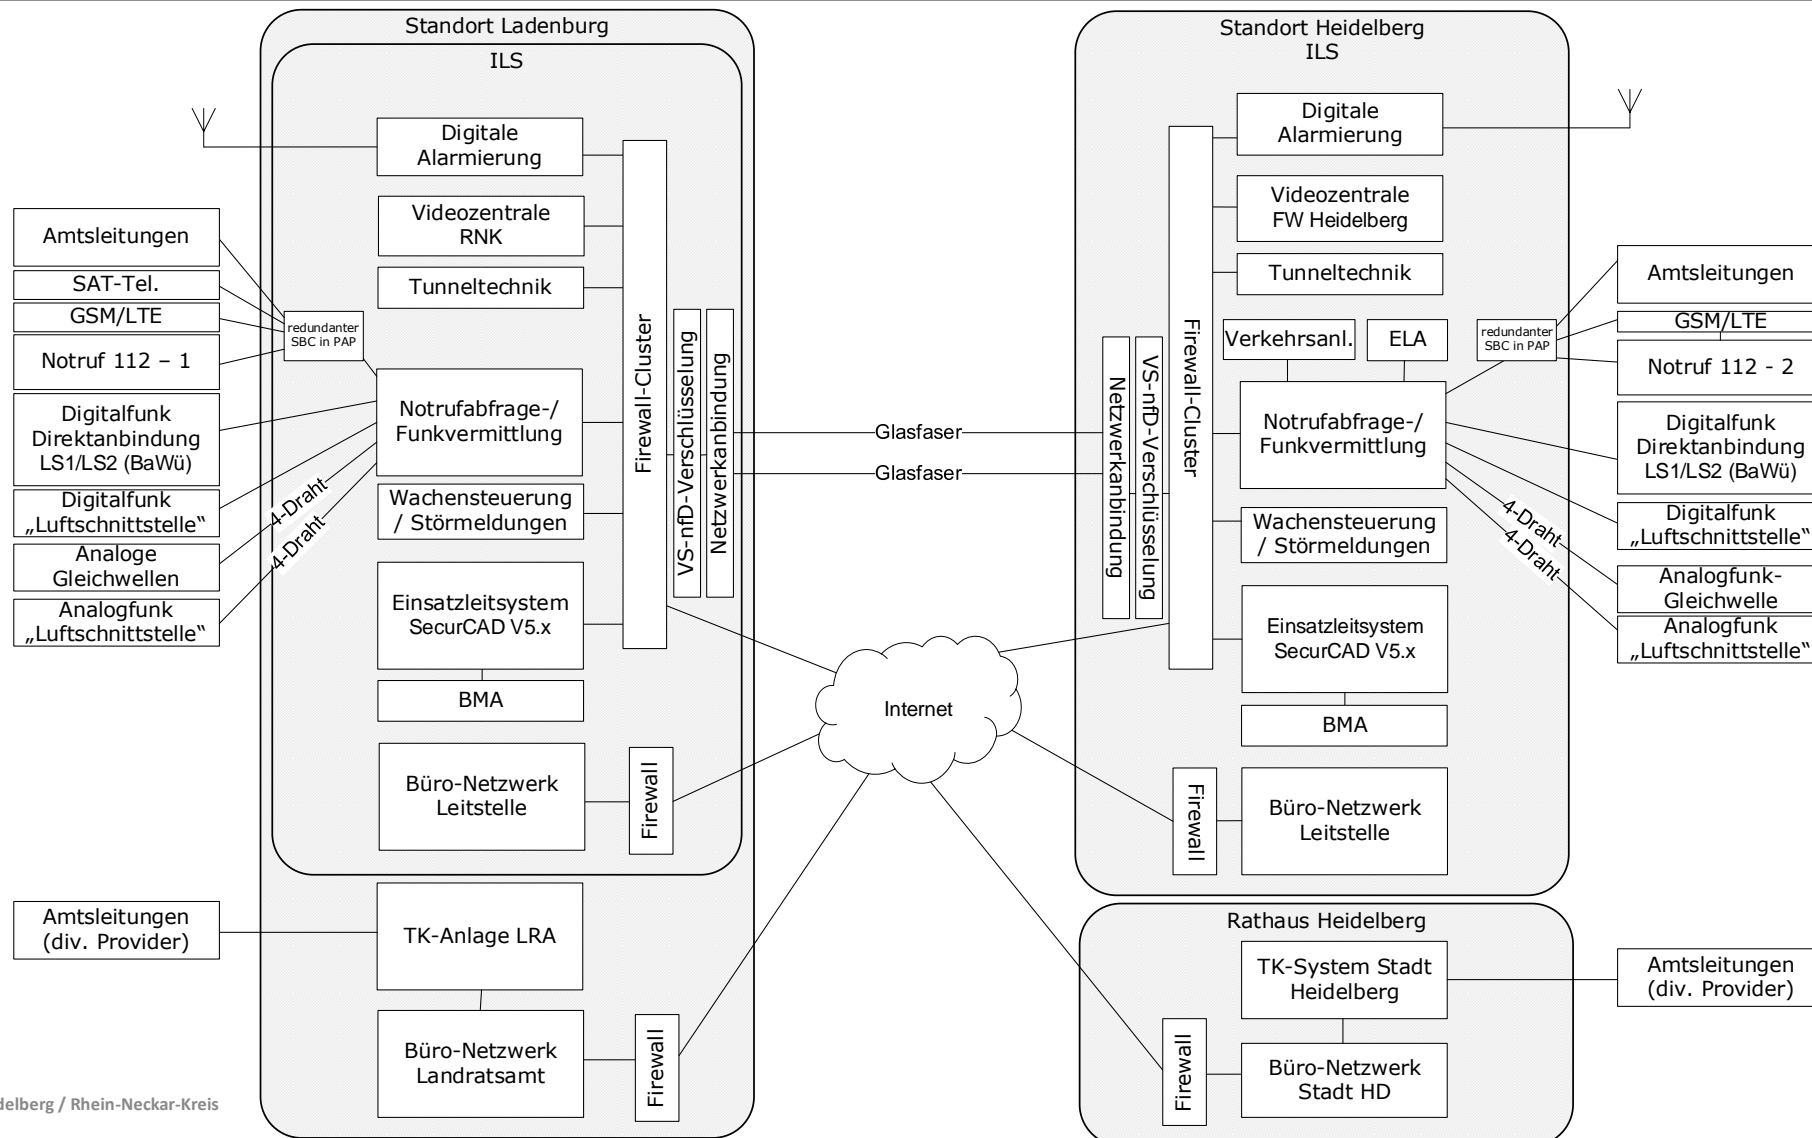 Standort Ladenburg
ILS
Digitale
Alarmierung
Videozentrale
RNK
Tunneltechnik
Amtsleitungen
SAT-Tel.
GSM/LTE
Notruf 112 – 1
redundanter
SBC in PAP
Digitalfunk
Direktanbindung
LS1/LS2 (BaWü)
Digitalfunk
„Luftschnittstelle“
Analoge
Gleichwellen
Analogfunk
„Luftschnittstelle“
4-Draht
4-Draht
Notrufabfrage-/
Funkvermittlung
Wachensteuerung
/ Störmeldungen
Einsatzleitsystem
SecurCAD V5.x
BMA
Büro-Netzwerk
Leitstelle
Firewall
Firewall-Cluster
VS-nfD-Verschlüsselung
Netzwerkanbindung
Amtsleitungen
(div. Provider)
TK-Anlage LRA
Büro-Netzwerk
Landratsamt
Firewall
Glasfaser
Glasfaser
Internet
Standort Heidelberg
ILS
Digitale
Alarmierung
Videozentrale
FW Heidelberg
Tunneltechnik
Verkehrsanl.
ELA
Netzwerkanbindung
VS-nfD-Verschlüsselung
Firewall-Cluster
Notrufabfrage-/
Funkvermittlung
Wachensteuerung
/ Störmeldungen
Einsatzleitsystem
SecurCAD V5.x
BMA
Firewall
Büro-Netzwerk
Leitstelle
redundanter
SBC in PAP
Amtsleitungen
GSM/LTE
Notruf 112 - 2
Digitalfunk
Direktanbindung
LS1/LS2 (BaWü)
Digitalfunk
„Luftschnittstelle“
Analogfunk-
Gleichwelle
Analogfunk
„Luftschnittstelle“
4-Draht
4-Draht
Rathaus Heidelberg
TK-System Stadt
Heidelberg
Büro-Netzwerk
Stadt HD
Firewall
Amtsleitungen
(div. Provider)
delberg / Rhein-Neckar-Kreis